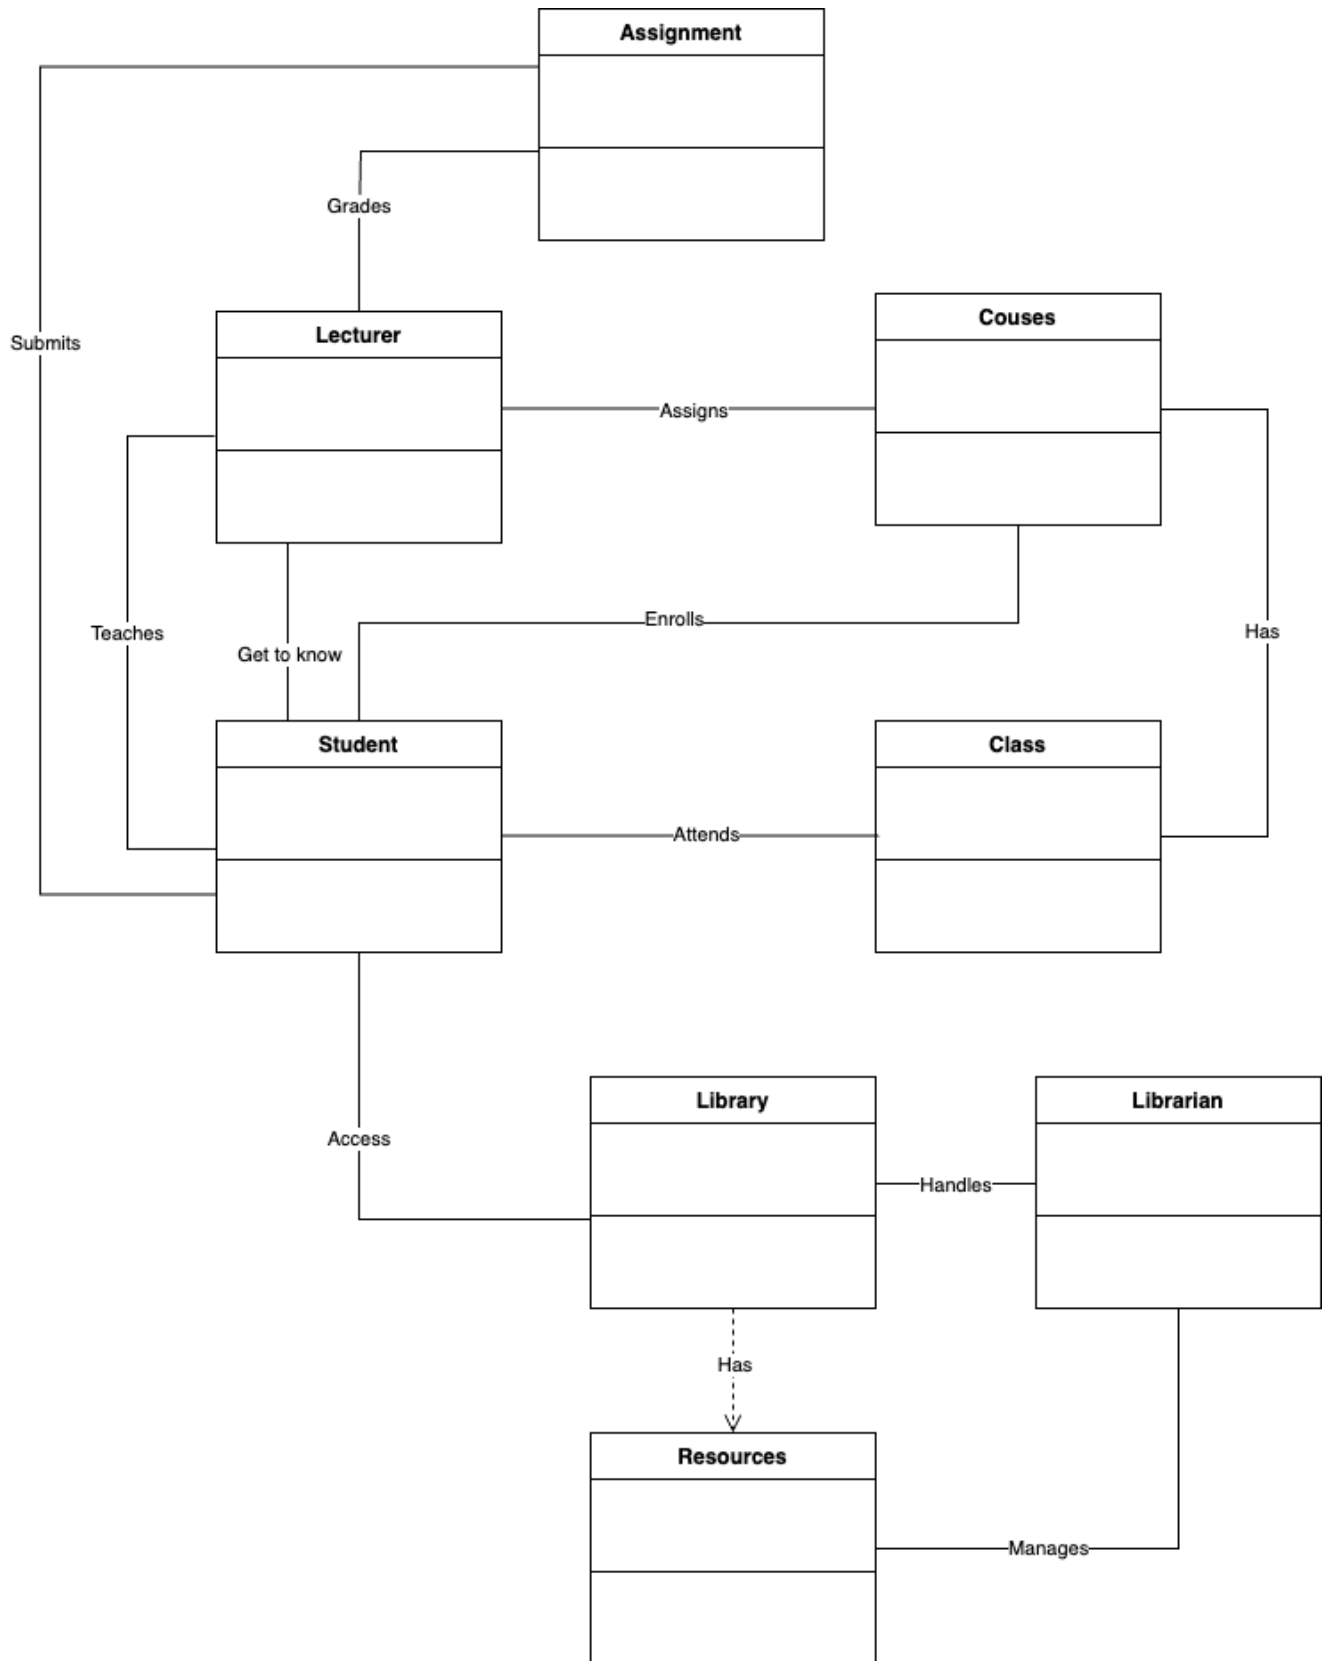 Assignment
Grades
Lecturer
Couses
Submits
Assigns
Teaches
Get to know
Enrolls
Has
Student
Class
Attends
Library
Librarian
Access
Handles
Has
Resources
Manages